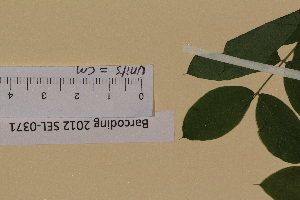 Barcoding 2012 SEL-0371
0 1 2 3 4
units = cm